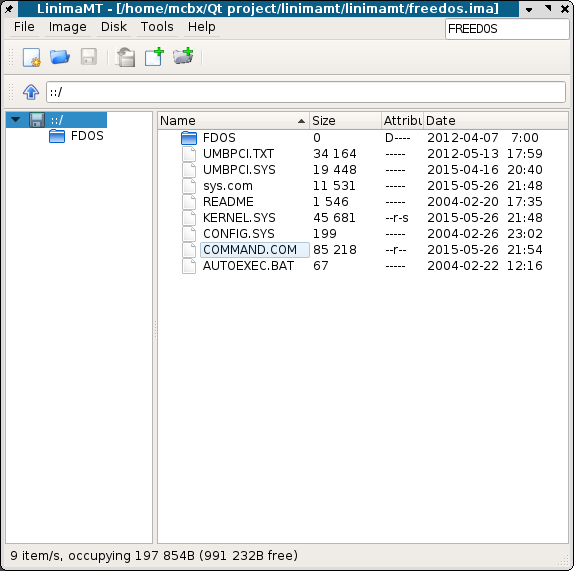 LinimaMT - [/home/mcbx/Qt project/linimamt/linimamt/freedos.ima]
File Image Disk Tools Help FREEDOS
::/
::/
FDOS
Name Size Attribu Date
FDOS 0 D---- 2012-04-07 7:00
UMBPCI.TXT 34 164 ----- 2012-05-13 17:59
UMBPCI.SYS 19 448 ----- 2015-04-16 20:40
sys.com 11 531 ----- 2015-05-26 21:48
README 1 546 ----- 2004-02-20 17:35
KERNEL.SYS 45 681 --r-s 2015-05-26 21:48
CONFIG.SYS 199 ----- 2004-02-26 23:02
COMMAND.COM 85 218 --r-- 2015-05-26 21:54
AUTOEXEC.BAT 67 ----- 2004-02-22 12:16
9 item/s, occupying 197 854B (991 232B free)